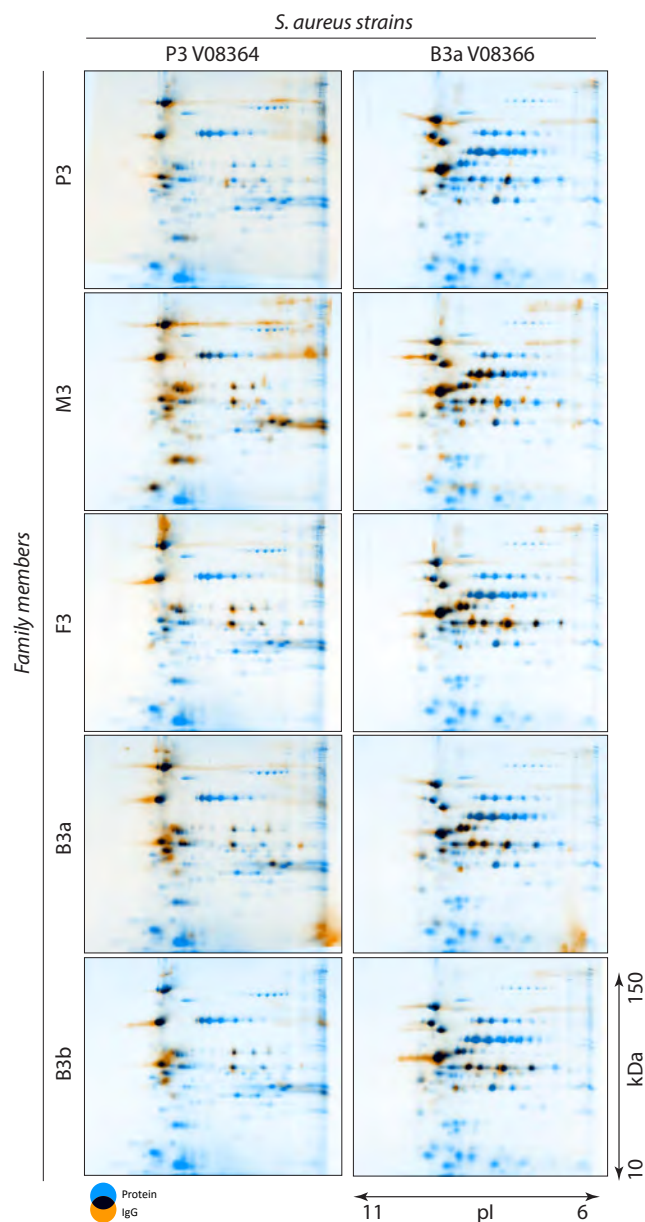 S. aureus strains
P3 V08364
B3a V08366
Family members
P3
M3
F3
B3a
B3b
150
kDa
10
Protein
IgG
11
pI
6